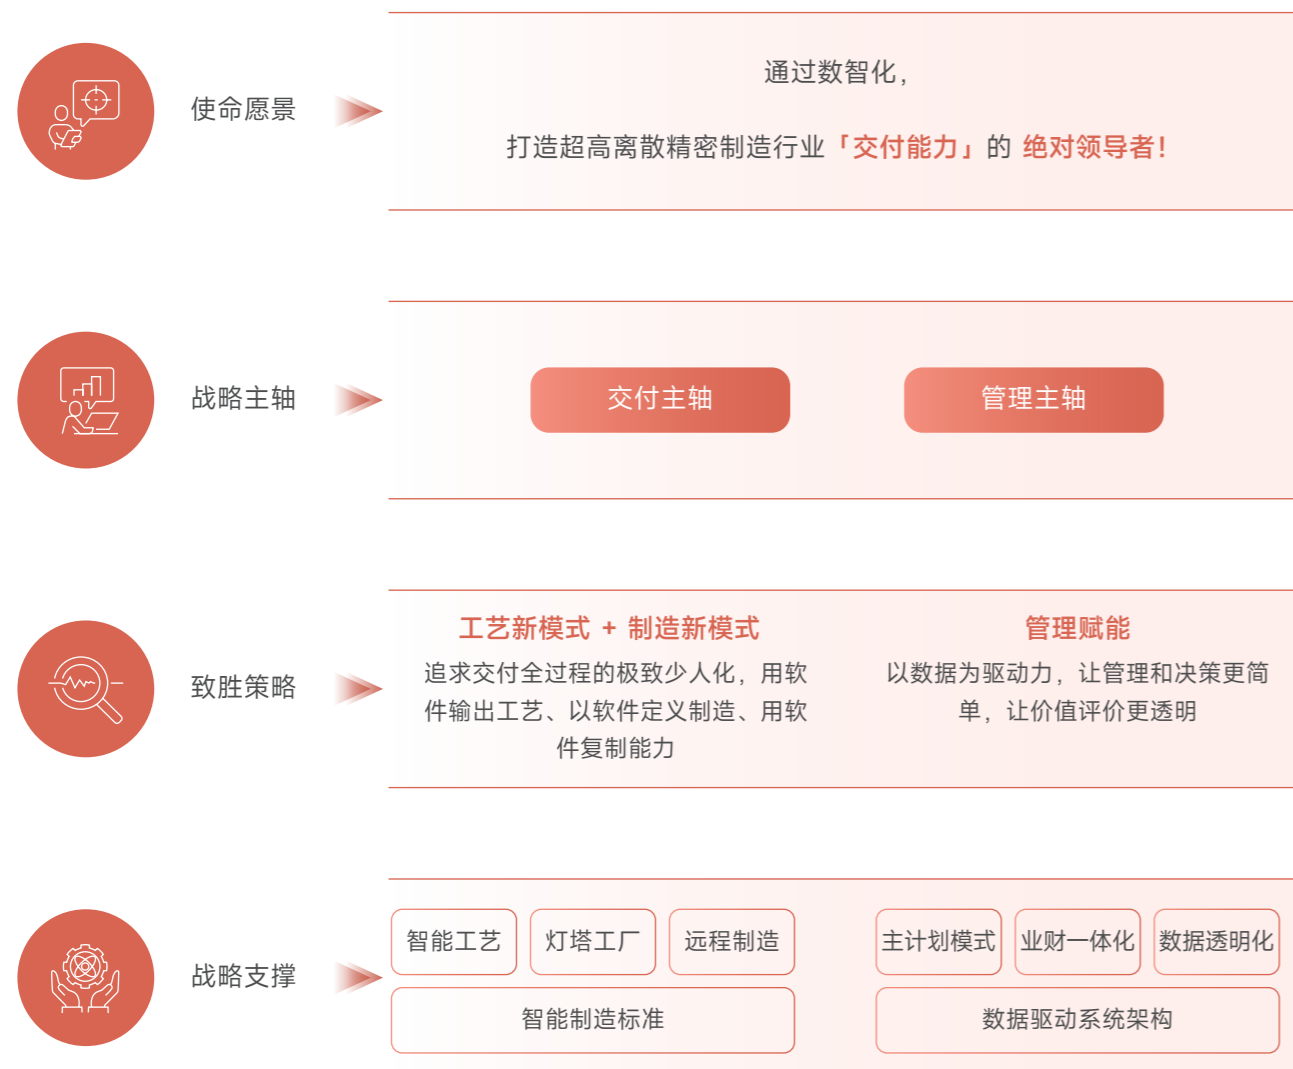 使命愿景
通过数智化，
打造超高离散精密制造行业「交付能力」的 绝对领导者！
战略主轴
交付主轴
管理主轴
致胜策略
工艺新模式 + 制造新模式
追求交付全过程的极致少人化，用软
件输出工艺、以软件定义制造、用软
件复制能力
管理赋能
以数据为驱动力，让管理和决策更简
单，让价值评价更透明
战略支撑
智能工艺
灯塔工厂
远程制造
智能制造标准
主计划模式
业财一体化
数据透明化
数据驱动系统架构